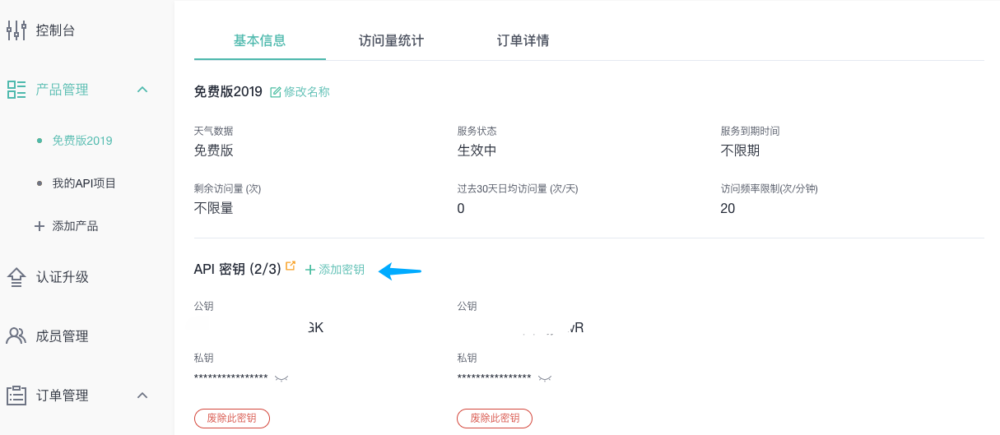 控制台
产品管理
免费版2019
我的API项目
添加产品
认证升级
成员管理
订单管理
基本信息 访问量统计 订单详情
免费版2019 修改名称
天气数据 服务状态 服务到期时间
免费版 生效中 不限期
剩余访问量 (次) 过去30天日均访问量 (次/天) 访问频率限制(次/分钟)
不限量 0 20
API 密钥 (2/3) 添加密钥
公钥 公钥
GK R
私钥 私钥
**************** ****************
废除此密钥 废除此密钥